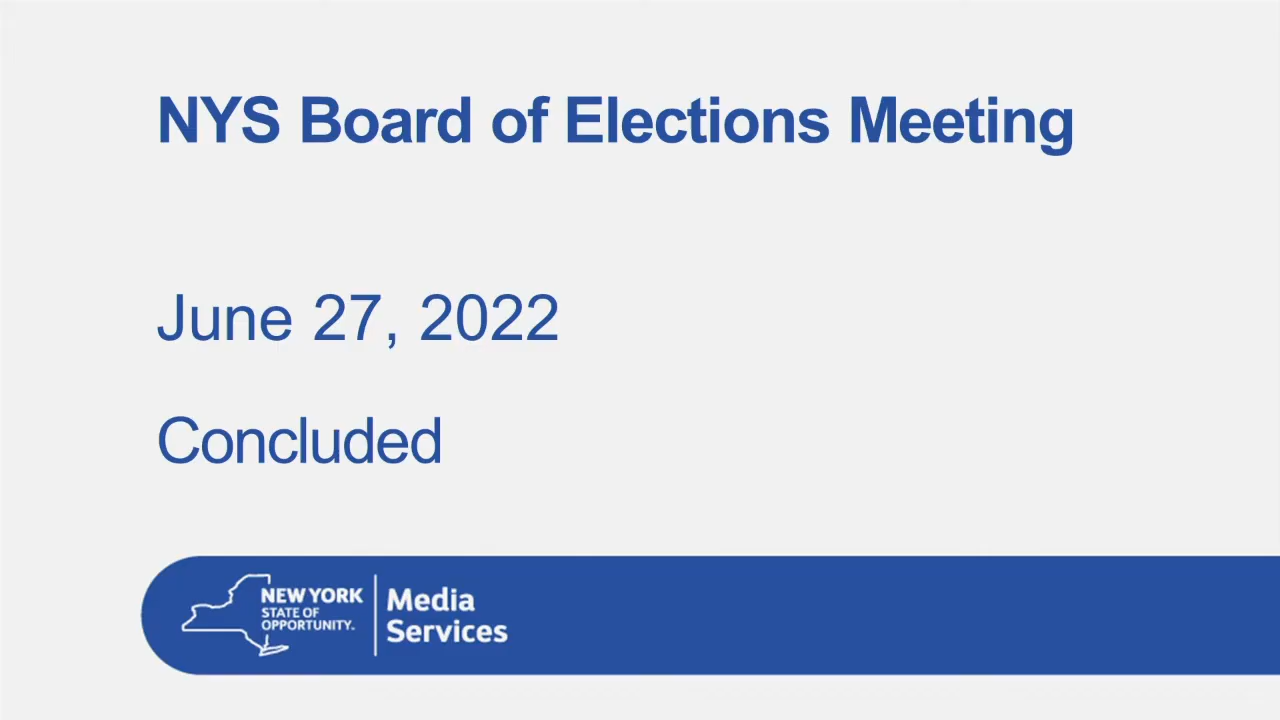 NYS Board of Elections Meeting
June 27, 2022
Concluded
NEW YORK
STATE OF
OPPORTUNITY.
Media
Services